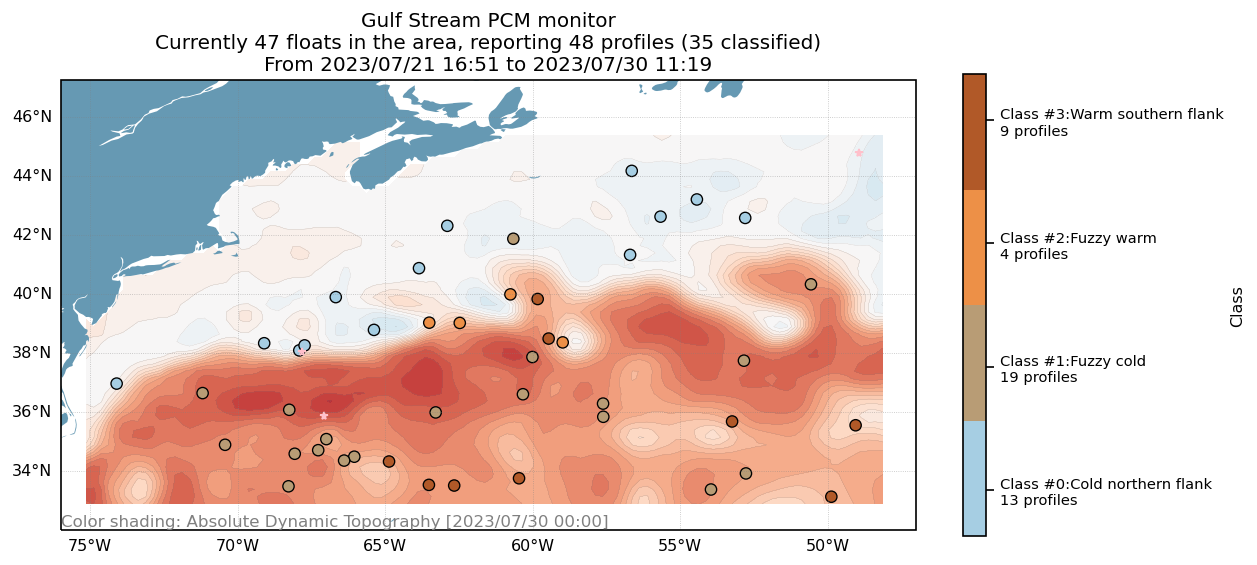 Gulf Stream PCM monitor
Currently 47 floats in the area, reporting 48 profiles (35 classified)
From 2023/07/21 16:51 to 2023/07/30 11:19
46°N
44°N
42°N
40°N
38°N
36°N
34°N
Color shading: Absolute Dynamic Topography [2023/07/30 00:00]
75°W
70°W
65°W
60°W
55°W
50°W
Class #3:Warm southern flank
9 profiles
Class #2:Fuzzy warm
4 profiles
Class #1:Fuzzy cold
19 profiles
Class #0:Cold northern flank
13 profiles
Class